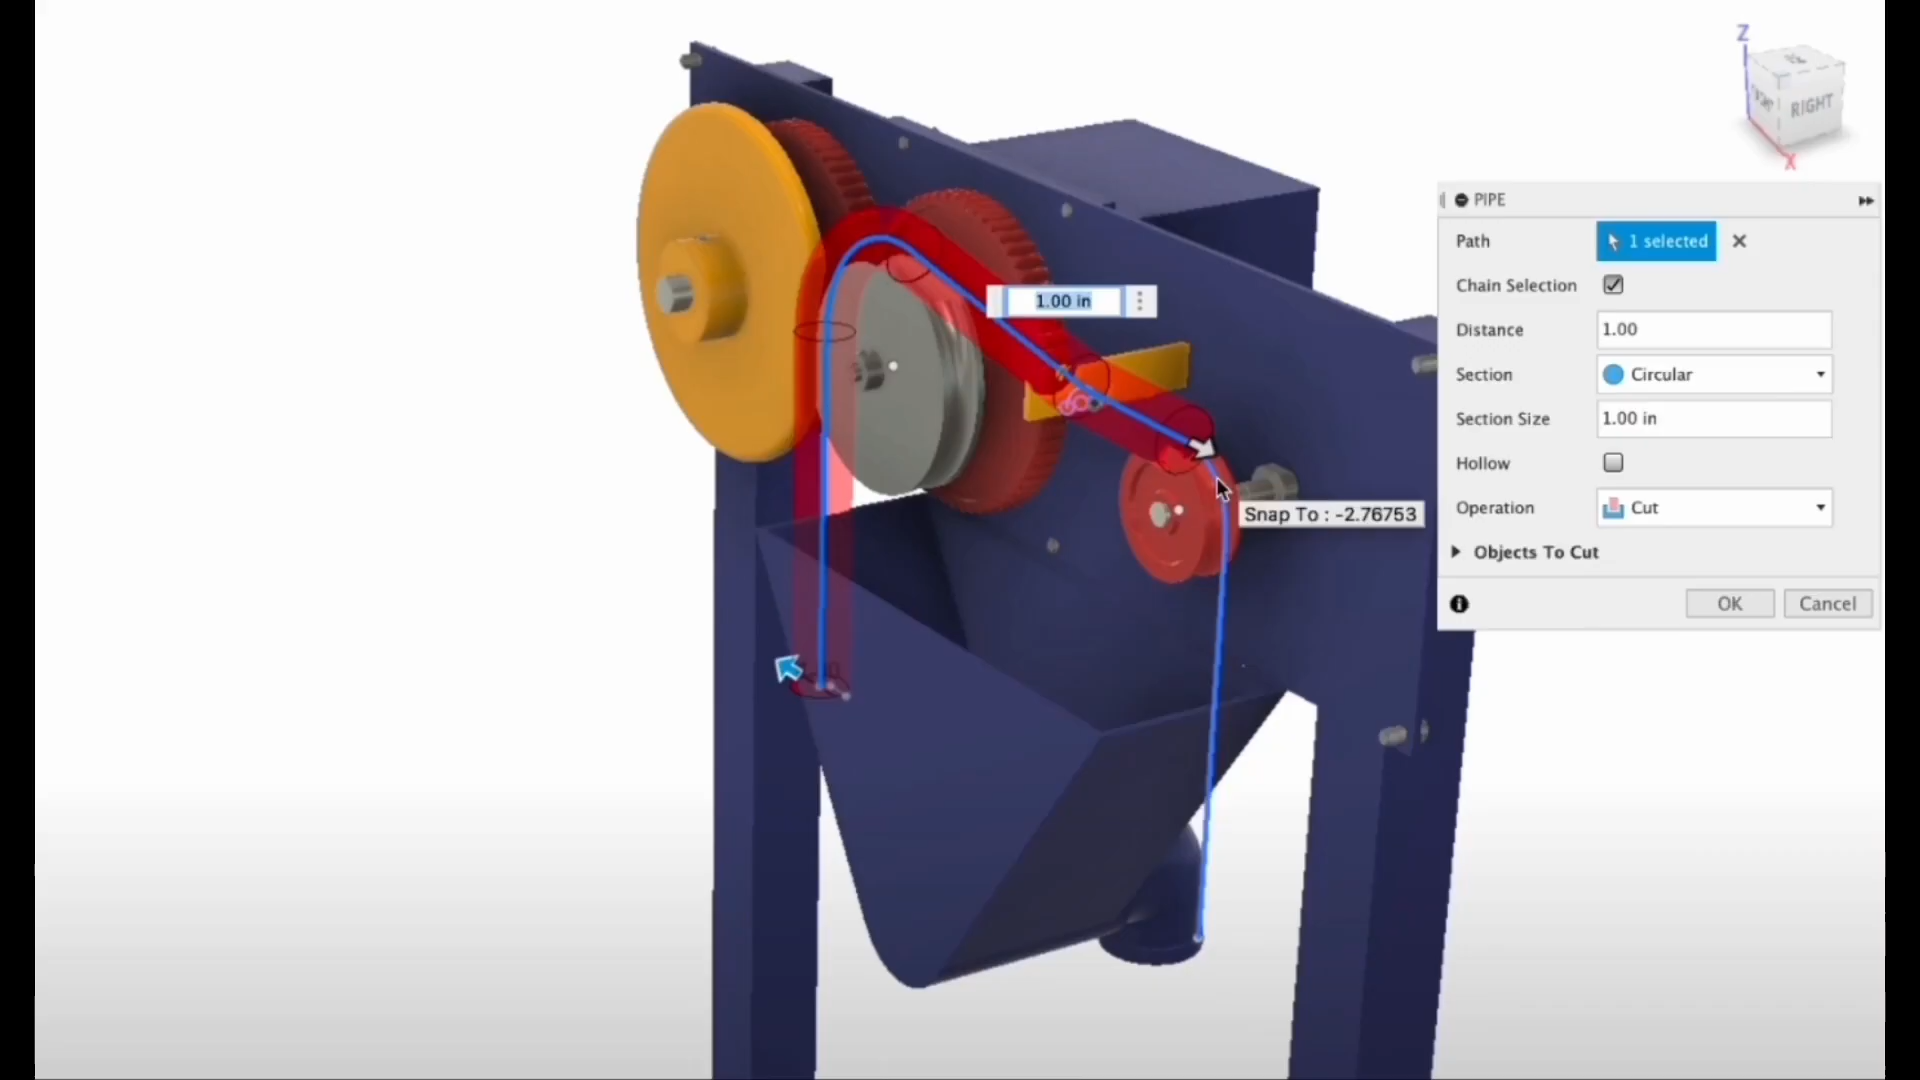 Z
RIGHT
X
PIPE
Path
1 selected
Chain Selection
Distance
1.00
Section
Circular
Section Size
1.00 in
Hollow
Operation
Cut
Objects To Cut
OK
Cancel
1.00 in
Snap To : -2.76753